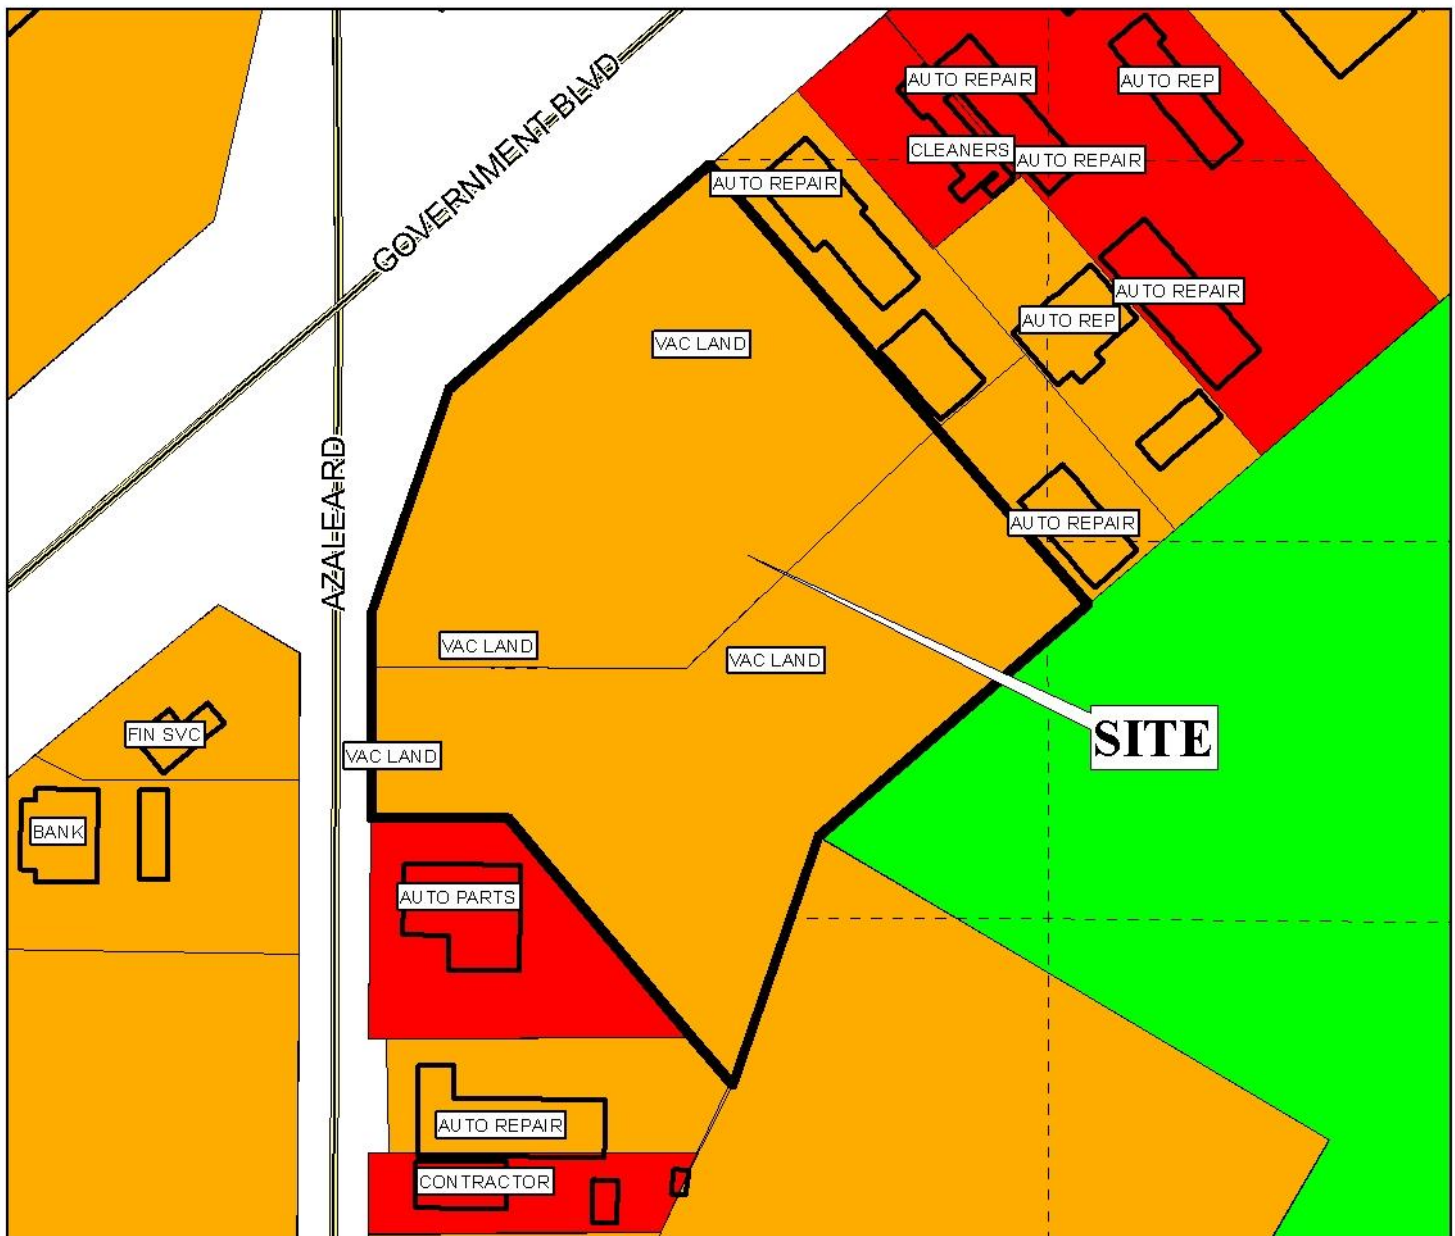 GOVERNMENT BLVD
AUTO REPAIR
AUTO REP
CLEANERS
AUTO REPAIR
AUTO REPAIR
AUTO REPAIR
AUTO REP
VAC LAND
AZALEA RD
AUTO REPAIR
VAC LAND
VAC LAND
FIN SVC
SITE
VAC LAND
BANK
AUTO PARTS
AUTO REPAIR
CONTRACTOR